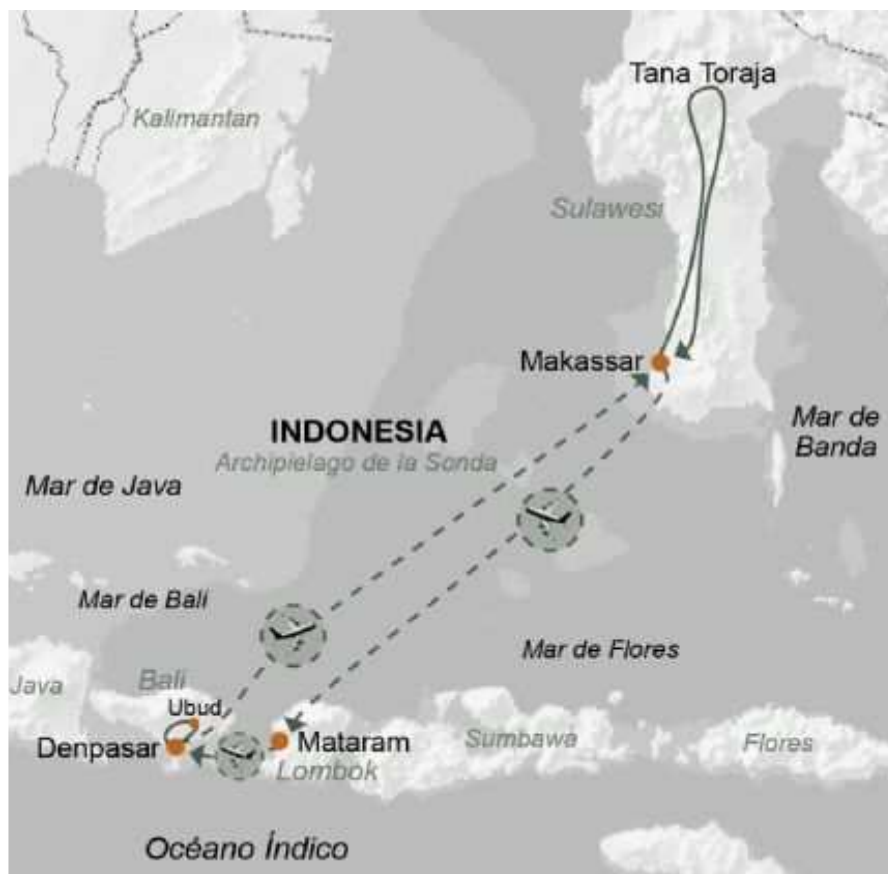 Tana Toraja
Kalimantan
Sulawesi
Makassar
Mar de
Banda
INDONESIA
Archipielago de la Sonda
Mar de Java
Mar de Bali
Mar de Flores
Java
Bali
Ubud
Denpasar
Mataram
Sumbawa
Flores
Lombok
Océano Índico